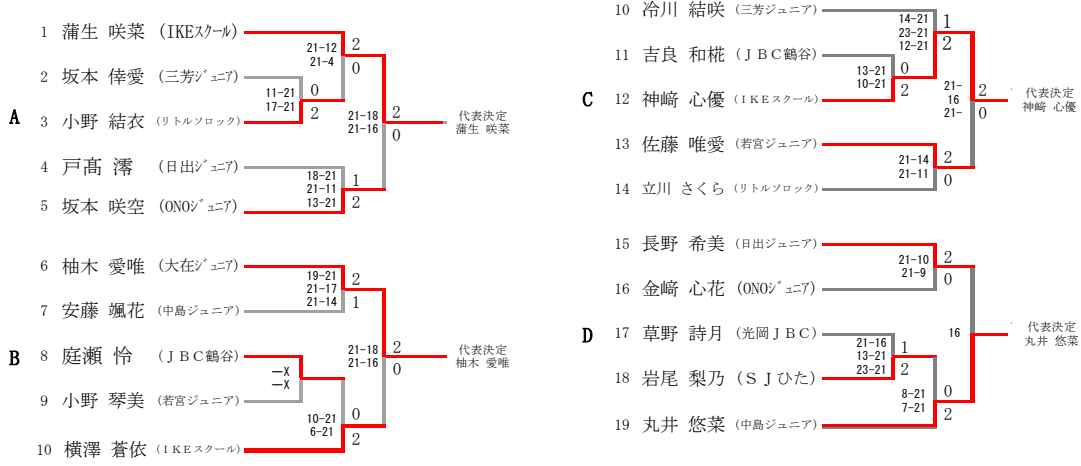 A
1 蒲生 咲菜 (IKEスクール)
21-12
21-4
2
0
2 坂本 倖愛 (三芳ジュニア)
11-21
17-21
0
2
3 小野 結衣 (リトルソロック)
21-18
21-16
2
0
代表決定
蒲生 咲菜
4 戸髙 澪 (日出ジュニア)
18-21
21-11
13-21
1
2
5 坂本 咲空 (ONOジュニア)
B
6 柚木 愛唯 (大在ジュニア)
19-21
21-17
21-14
2
1
7 安藤 颯花 (中島ジュニア)
21-18
21-16
2
0
代表決定
柚木 愛唯
8 庭瀬 怜 (ＪＢＣ鶴谷)
―X
―X
9 小野 琴美 (若宮ジュニア)
10-21
6-21
0
2
10 横澤 蒼依 (ＩＫＥスクール)
C
10 冷川 結咲 (三芳ジュニア)
14-21
23-21
12-21
1
2
11 吉良 和椛 (ＪＢＣ鶴谷)
13-21
10-21
0
2
12 神﨑 心優 (ＩＫＥスクール)
21-
16
21-
2
0
代表決定
神﨑 心優
13 佐藤 唯愛 (若宮ジュニア)
21-14
21-11
2
0
14 立川 さくら (リトルソロック)
D
15 長野 希美 (日出ジュニア)
21-10
21-9
2
0
16 金﨑 心花 (ONOジュニア)
16
代表決定
丸井 悠菜
17 草野 詩月 (光岡ＪＢＣ)
21-16
13-21
23-21
1
2
18 岩尾 梨乃 (ＳＪひた)
8-21
7-21
0
2
19 丸井 悠菜 (中島ジュニア)